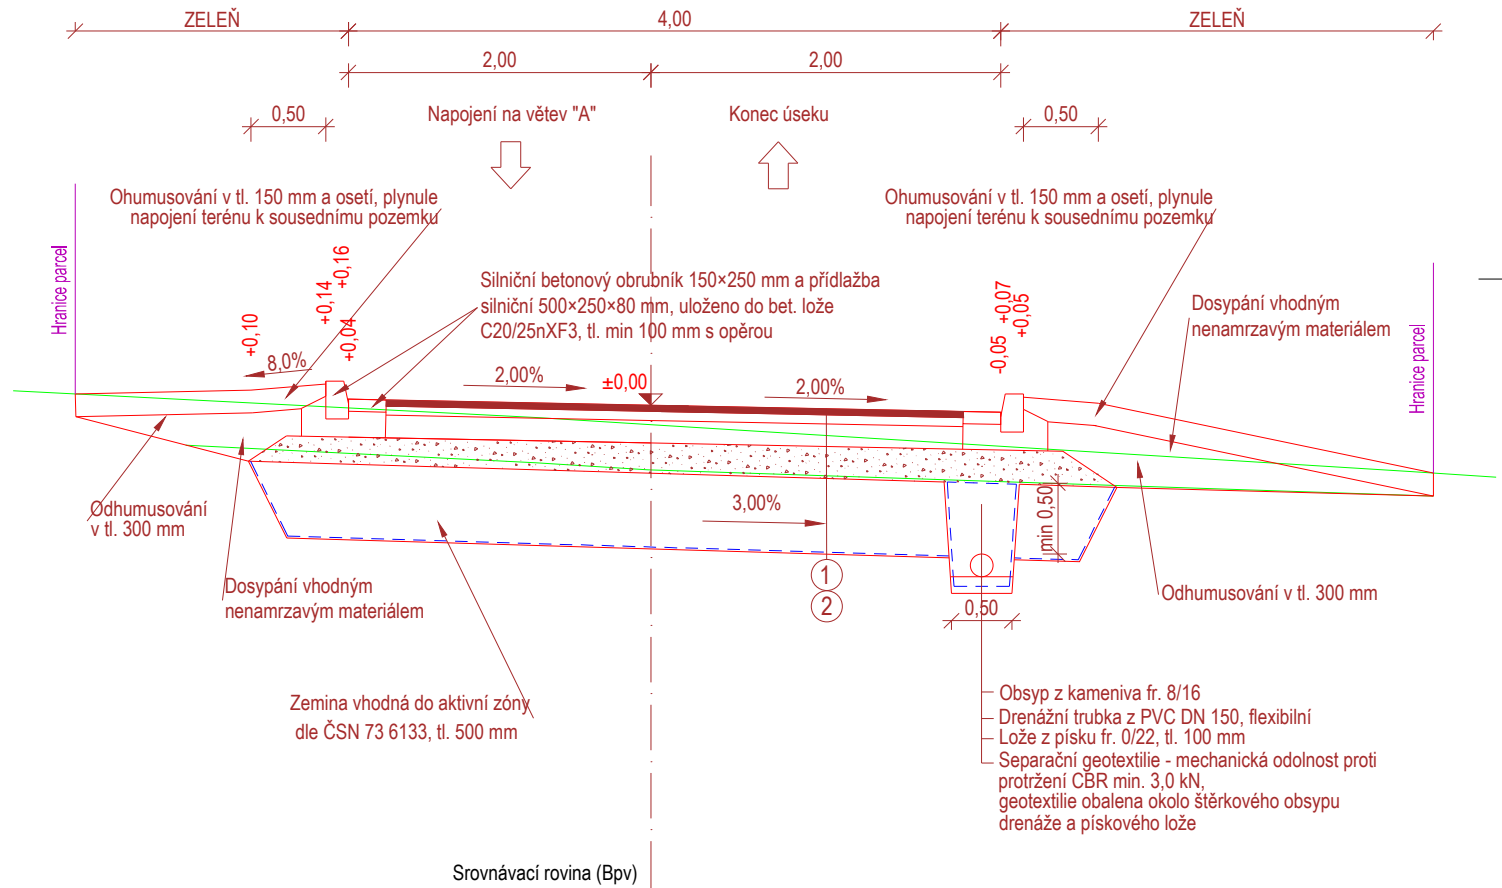 ZELEŇ
4,00
ZELEŇ
2,00
2,00
0,50
Napojení na větev "A"
Konec úseku
0,50
Ohumusování v tl. 150 mm a osetí, plynule
napojení terénu k sousednímu pozemku
Ohumusování v tl. 150 mm a osetí, plynule
napojení terénu k sousednímu pozemku
Hranice parcel
+0,10
+0,14
+0,16
+0,04
8,0%
Silniční betonový obrubník 150×250 mm a přídlažba
silniční 500×250×80 mm, uloženo do bet. lože
C20/25nXF3, tl. min 100 mm s opěrou
-0,05
+0,07
+0,05
Dosypání vhodným
nenamrzavým materiálem
Hranice parcel
2,00%
±0,00
2,00%
Odhumusování
v tl. 300 mm
3,00%
min 0,50
1
2
Dosypání vhodným
nenamrzavým materiálem
Odhumusování v tl. 300 mm
0,50
Zemina vhodná do aktivní zóny
dle ČSN 73 6133, tl. 500 mm
Obsyp z kameniva fr. 8/16
Drenážní trubka z PVC DN 150, flexibilní
Lože z písku fr. 0/22, tl. 100 mm
Separační geotextilie - mechanická odolnost proti
protržení CBR min. 3,0 kN,
geotextilie obalena okolo štěrkového obsypu
drenáže a pískového lože
Srovnávací rovina (Bpv)